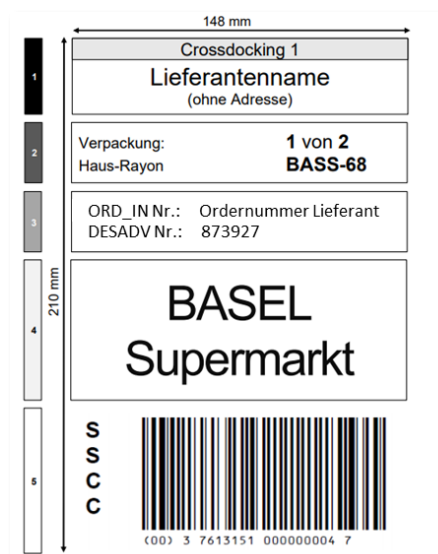 148 mm
Crossdocking 1
1
Lieferantenname
(ohne Adresse)
2
Verpackung: 1 von 2
Haus-Rayon BASS-68
3
ORD_IN Nr.: Ordernummer Lieferant
DESADV Nr.: 873927
210 mm
4
BASEL
Supermarkt
5
S
S
C
C
(00) 3 7613151 000000004 7